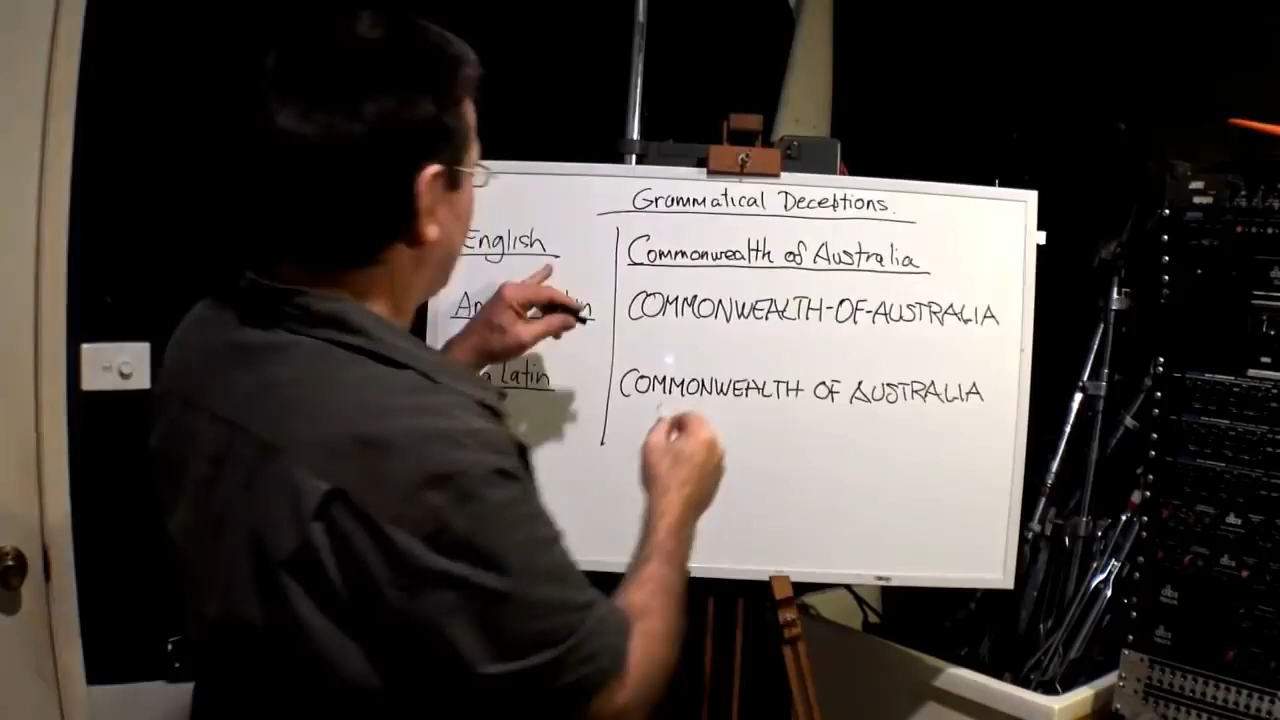 Grammatical Deceptions.
English
Commonwealth of Australia
COMMONWEALTH-OF-AUSTRALIA
Latin
COMMONWEALTH OF AUSTRALIA